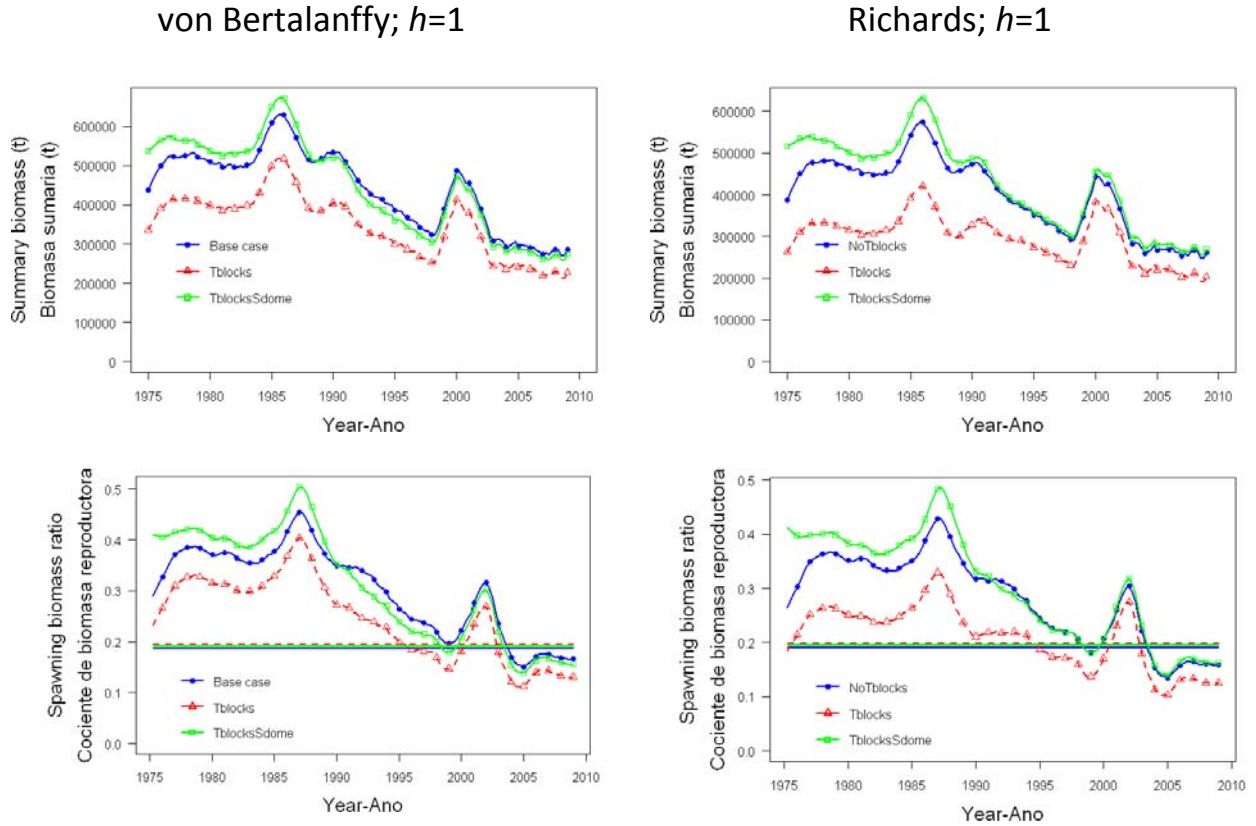 von Bertalanffy; h=1
Richards; h=1
Summary biomass (t)
Biomasa sumaria (t)
600000
500000
400000
300000
200000
100000
0
Base case
Tblocks
TblocksSdome
1975
1980
1985
1990
1995
2000
2005
2010
Year-Ano
Summary biomass (t)
Biomasa sumaria (t)
600000
500000
400000
300000
200000
100000
0
NoTblocks
Tblocks
TblocksSdome
1975
1980
1985
1990
1995
2000
2005
2010
Year-Ano
Spawning biomass ratio
Cociente de biomasa reproductora
0.5
0.4
0.3
0.2
0.1
0.0
Base case
Tblocks
TblocksSdome
1975
1980
1985
1990
1995
2000
2005
2010
Year-Ano
Spawning biomass ratio
Cociente de biomasa reproductora
0.5
0.4
0.3
0.2
0.1
0.0
NoTblocks
Tblocks
TblocksSdome
1975
1980
1985
1990
1995
2000
2005
2010
Year-Ano